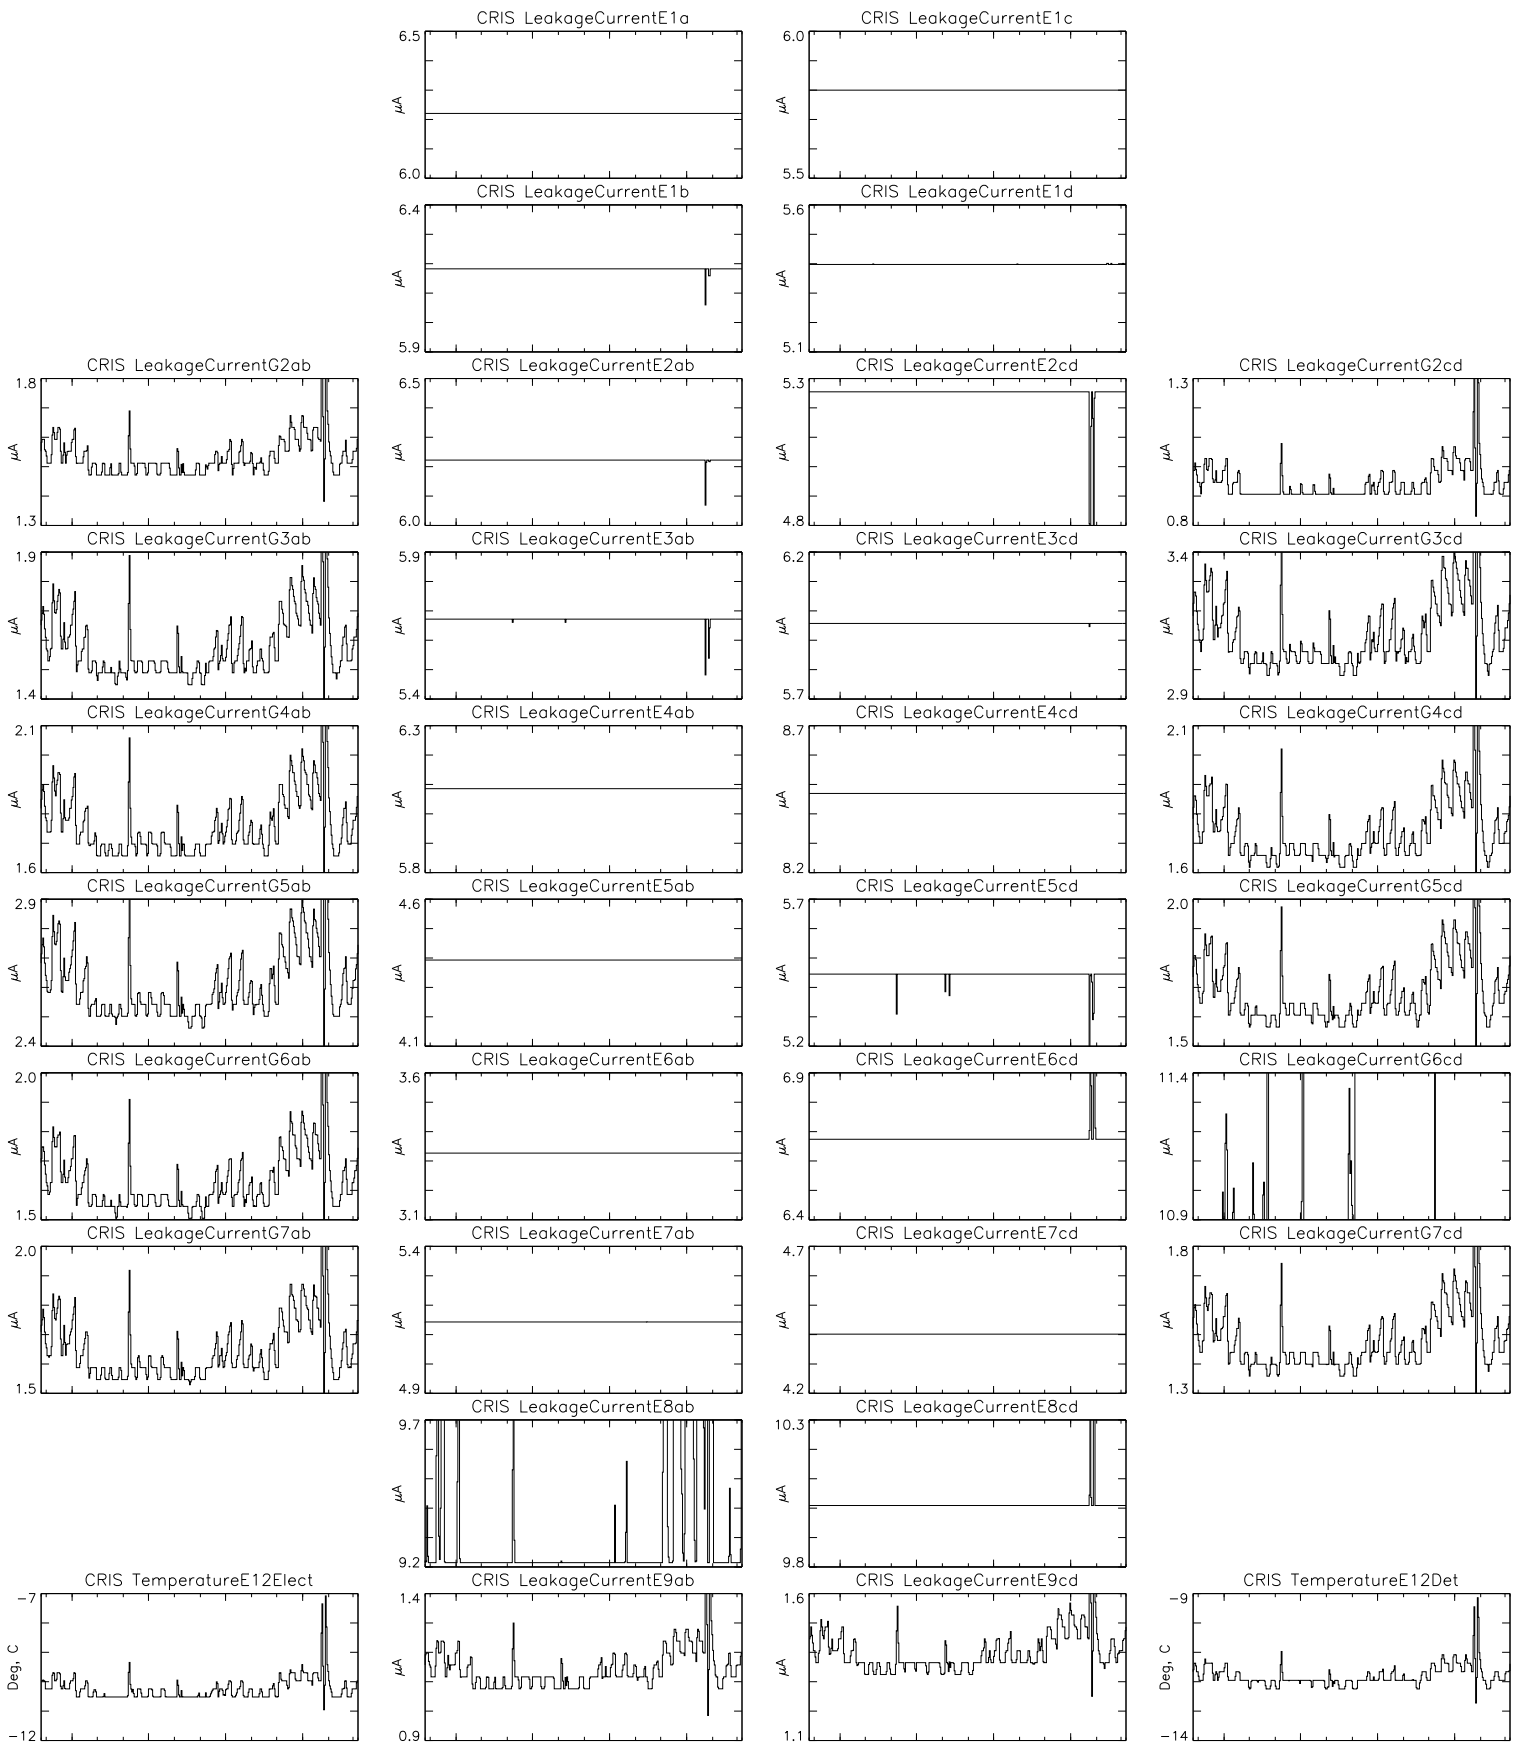 CRIS LeakageCurrentE1a
6.5
μA
6.0
CRIS LeakageCurrentE1c
6.0
μA
5.5
CRIS LeakageCurrentE1b
6.4
μA
5.9
CRIS LeakageCurrentE1d
5.6
μA
5.1
CRIS LeakageCurrentG2ab
1.8
μA
1.3
CRIS LeakageCurrentE2ab
6.5
μA
6.0
CRIS LeakageCurrentE2cd
5.3
μA
4.8
CRIS LeakageCurrentG2cd
1.3
μA
0.8
CRIS LeakageCurrentG3ab
1.9
μA
1.4
CRIS LeakageCurrentE3ab
5.9
μA
5.4
CRIS LeakageCurrentE3cd
6.2
μA
5.7
CRIS LeakageCurrentG3cd
3.4
μA
2.9
CRIS LeakageCurrentG4ab
2.1
μA
1.6
CRIS LeakageCurrentE4ab
6.3
μA
5.8
CRIS LeakageCurrentE4cd
8.7
μA
8.2
CRIS LeakageCurrentG4cd
2.1
μA
1.6
CRIS LeakageCurrentG5ab
2.9
μA
2.4
CRIS LeakageCurrentE5ab
4.6
μA
4.1
CRIS LeakageCurrentE5cd
5.7
μA
5.2
CRIS LeakageCurrentG5cd
2.0
μA
1.5
CRIS LeakageCurrentG6ab
2.0
μA
1.5
CRIS LeakageCurrentE6ab
3.6
μA
3.1
CRIS LeakageCurrentE6cd
6.9
μA
6.4
CRIS LeakageCurrentG6cd
11.4
μA
10.9
CRIS LeakageCurrentG7ab
2.0
μA
1.5
CRIS LeakageCurrentE7ab
5.4
μA
4.9
CRIS LeakageCurrentE7cd
4.7
μA
4.2
CRIS LeakageCurrentG7cd
1.8
μA
1.3
CRIS LeakageCurrentE8ab
9.7
μA
9.2
CRIS LeakageCurrentE8cd
10.3
μA
9.8
CRIS TemperatureE12Elect
−7
Deg, C
−12
CRIS LeakageCurrentE9ab
1.4
μA
0.9
CRIS LeakageCurrentE9cd
1.6
μA
1.1
CRIS TemperatureE12Det
−9
Deg, C
−14